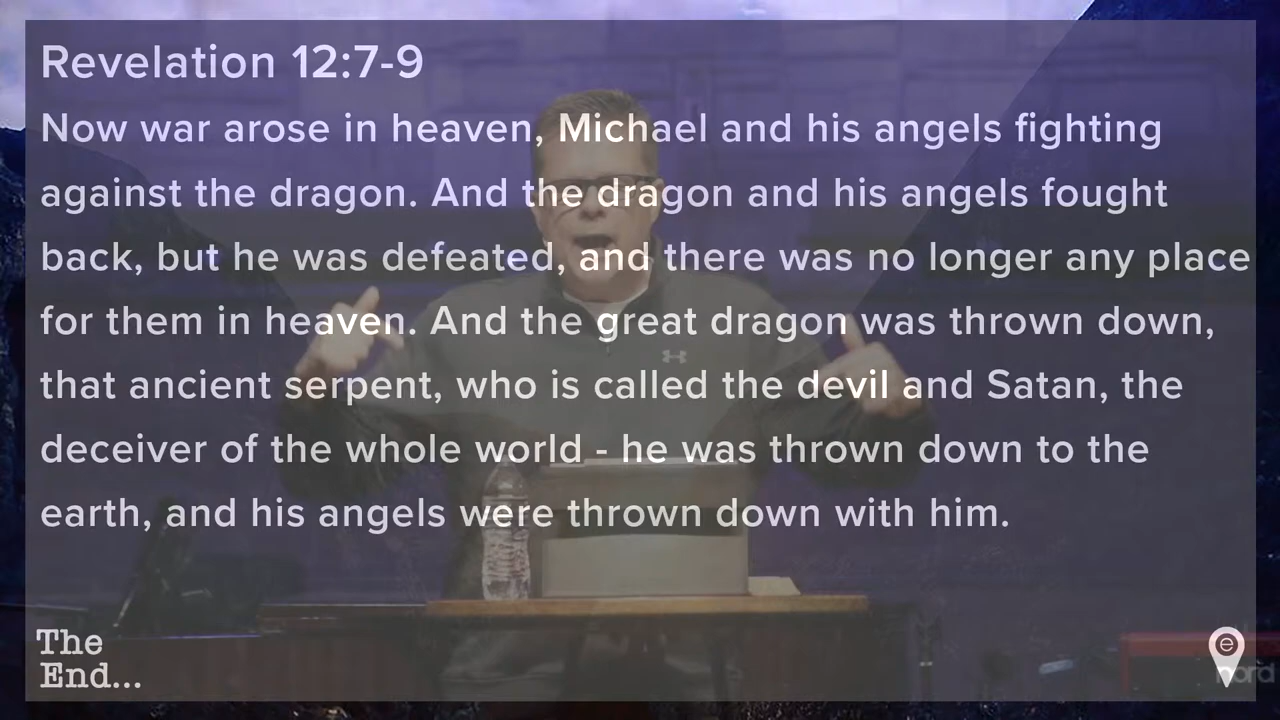 Revelation 12:7-9
Now war arose in heaven, Michael and his angels fighting
against the dragon. And the dragon and his angels fought
back, but he was defeated, and there was no longer any place
for them in heaven. And the great dragon was thrown down,
that ancient serpent, who is called the devil and Satan, the
deceiver of the whole world - he was thrown down to the
earth, and his angels were thrown down with him.
The
End...
e
nord